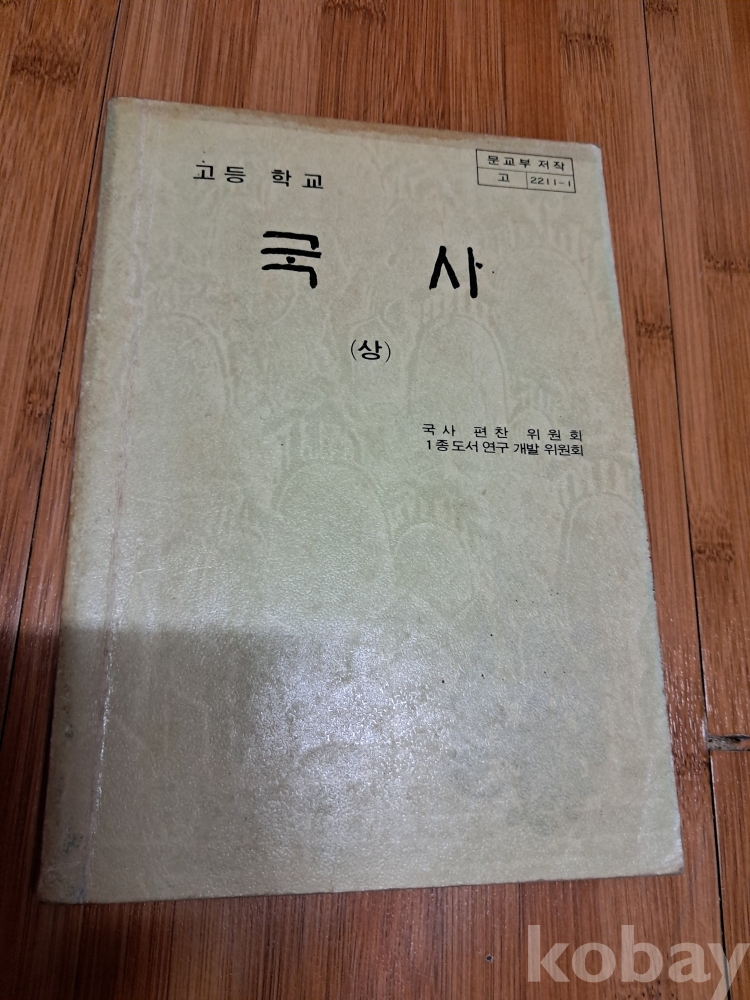 문교부 저작
고 2211-1
고등 학교
국 사
(상)
국사 편찬 위원회
1종 도서 연구 개발 위원회
kobay